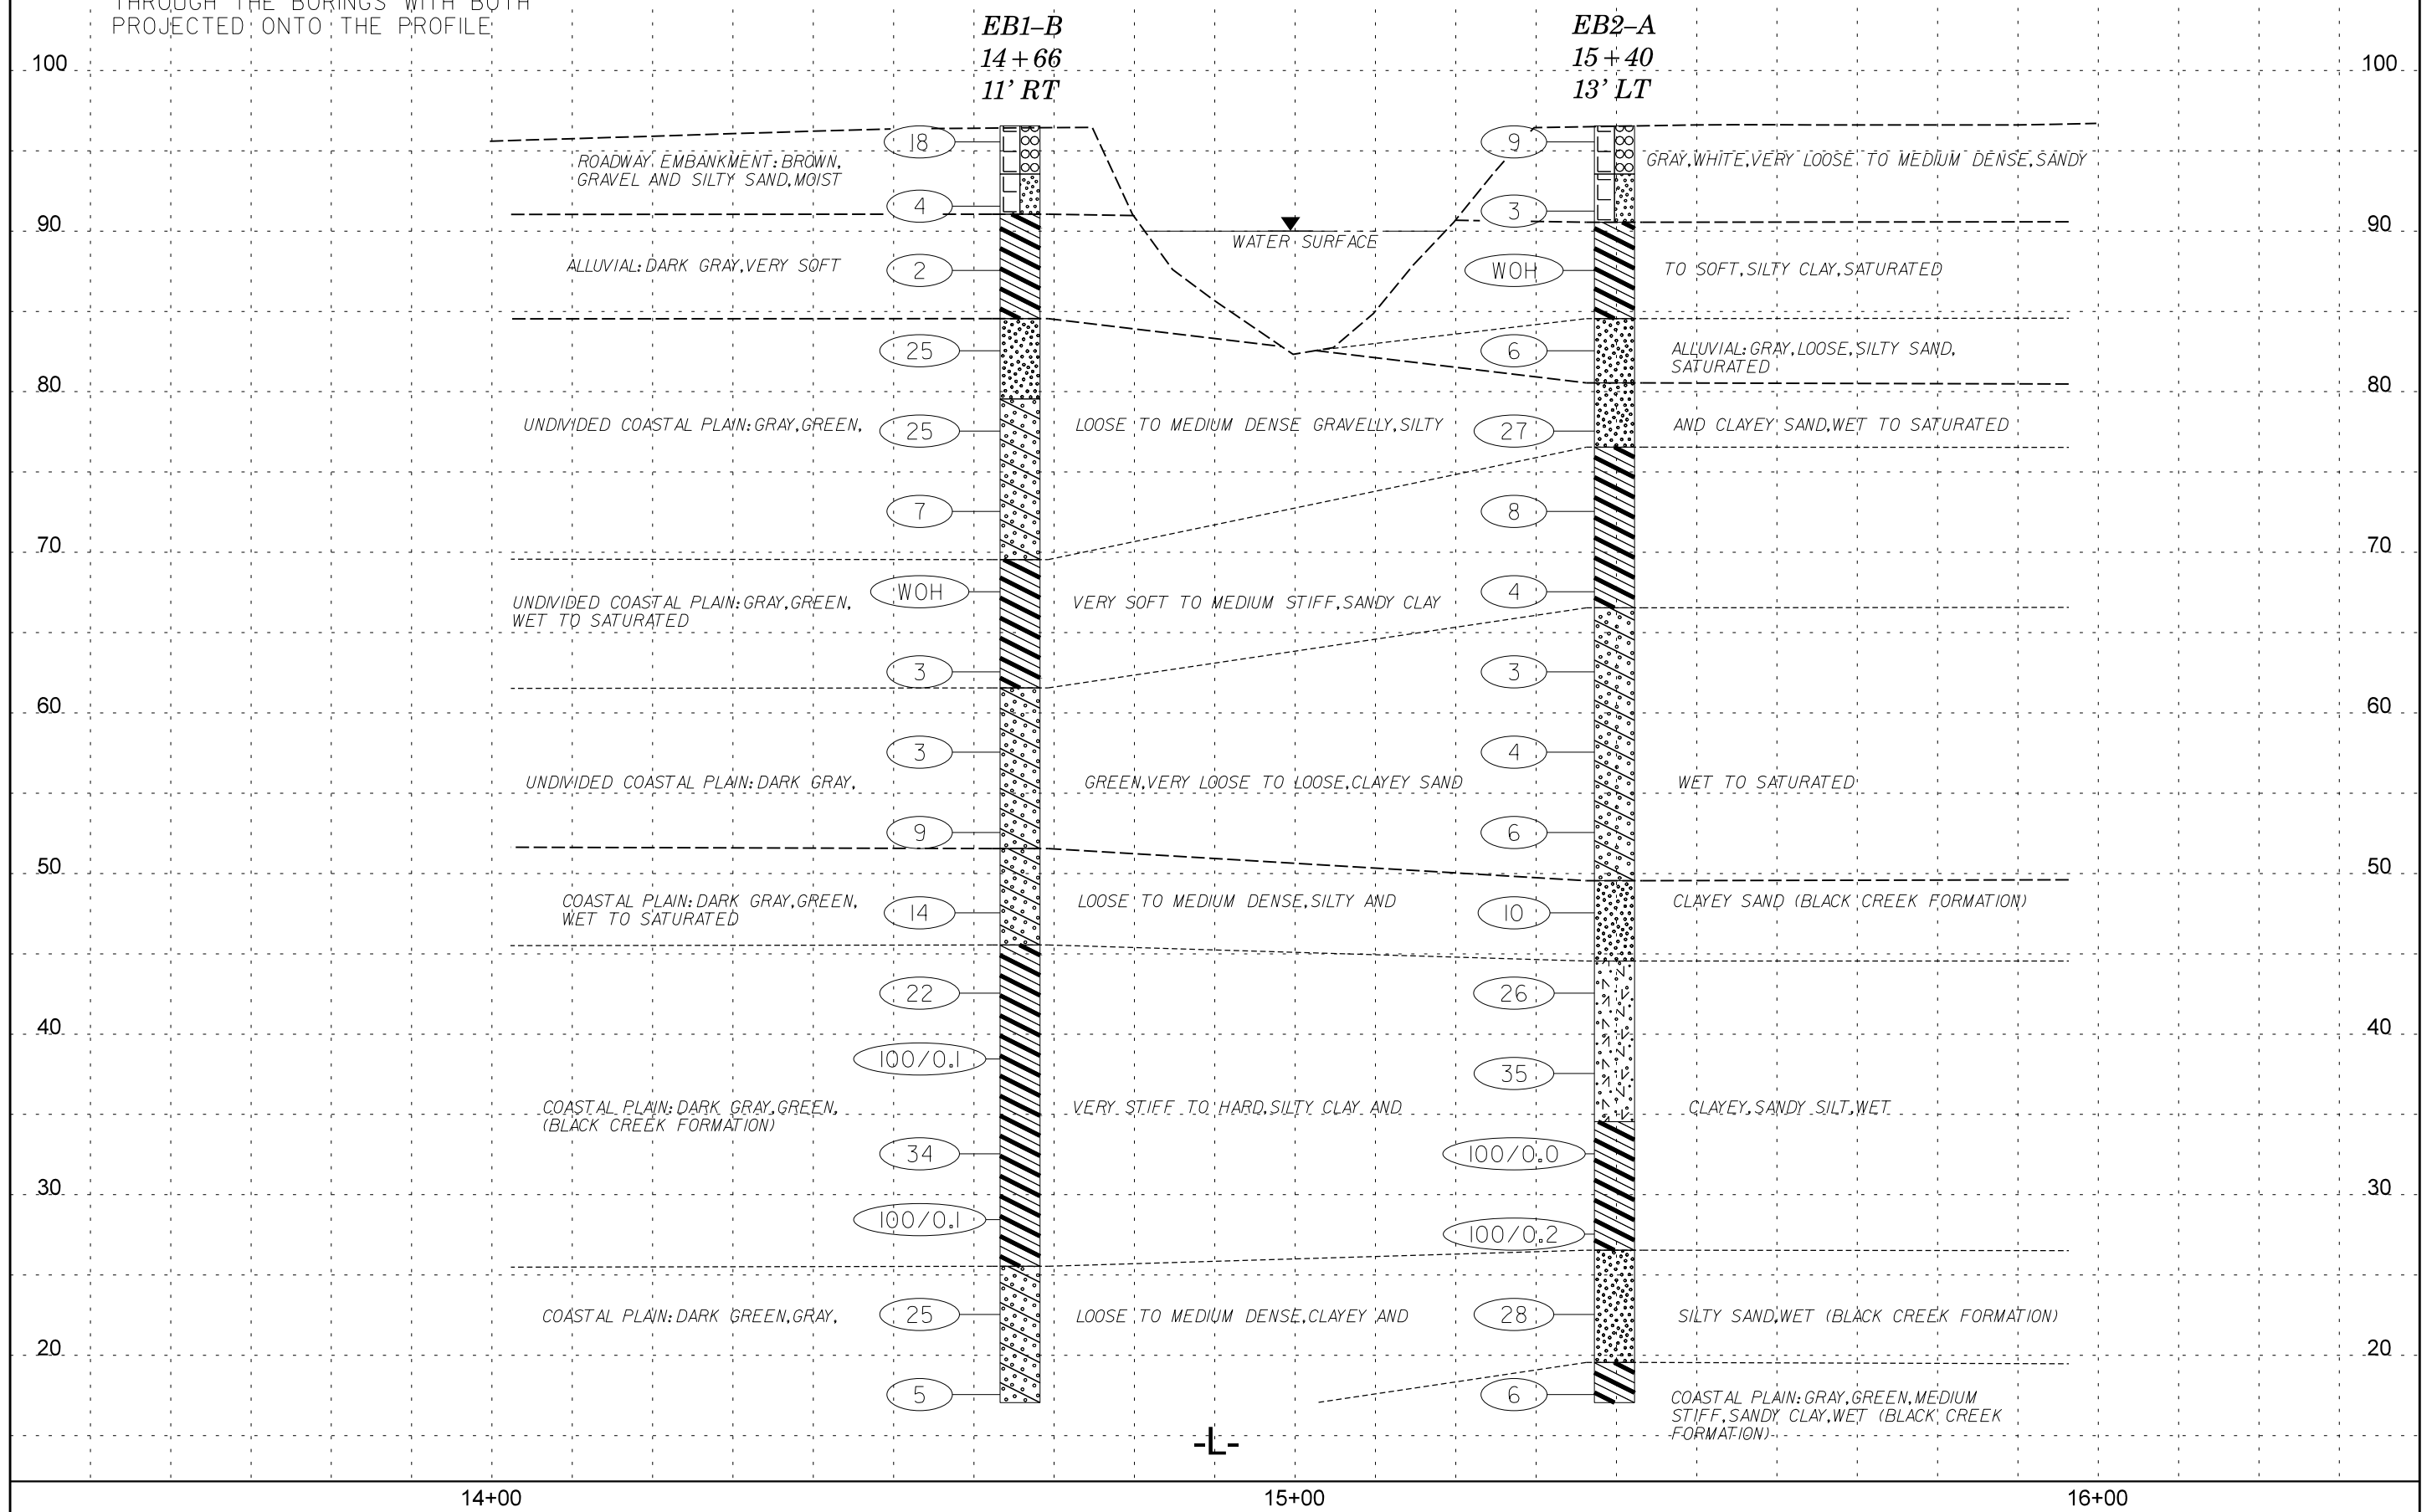 THROUGH THE BORINGS WITH BOTH
PROJECTED ONTO THE PROFILE
EB1-B
14+66
11' RT
EB2-A
15+40
13' LT
100 100
18 9
ROADWAY EMBANKMENT: BROWN, GRAY, WHITE, VERY LOOSE TO MEDIUM DENSE, SANDY
GRAVEL AND SILTY SAND, MOIST
4 3
90 90
WATER SURFACE
ALLUVIAL: DARK GRAY, VERY SOFT 2 WOH TO SOFT, SILTY CLAY, SATURATED
25 6 ALLUVIAL: GRAY, LOOSE, SILTY SAND,
SATURATED
80 80
UNDIVIDED COASTAL PLAIN: GRAY, GREEN, 25 LOOSE TO MEDIUM DENSE GRAVELLY, SILTY 27 AND CLAYEY SAND, WET TO SATURATED
7 8
70 70
WOH 4
UNDIVIDED COASTAL PLAIN: GRAY, GREEN, VERY SOFT TO MEDIUM STIFF, SANDY CLAY
WET TO SATURATED
3 3
60 60
3 4
UNDIVIDED COASTAL PLAIN: DARK GRAY, GREEN, VERY LOOSE TO LOOSE, CLAYEY SAND WET TO SATURATED
9 6
50 50
COASTAL PLAIN: DARK GRAY, GREEN, LOOSE TO MEDIUM DENSE, SILTY AND CLAYEY SAND (BLACK CREEK FORMATION)
WET TO SATURATED 14 10
22 26
40 40
100/0.1 35
COASTAL PLAIN: DARK GRAY, GREEN, VERY STIFF TO HARD, SILTY CLAY AND CLAYEY, SANDY SILT, WET
(BLACK CREEK FORMATION)
34 100/0.0
30 30
100/0.1 100/0.2
COASTAL PLAIN: DARK GREEN, GRAY, 25 LOOSE TO MEDIUM DENSE, CLAYEY AND 28 SILTY SAND, WET (BLACK CREEK FORMATION)
20 20
5 6 COASTAL PLAIN: GRAY, GREEN, MEDIUM
STIFF, SANDY CLAY, WET (BLACK CREEK
FORMATION)
-L-
14+00 15+00 16+00